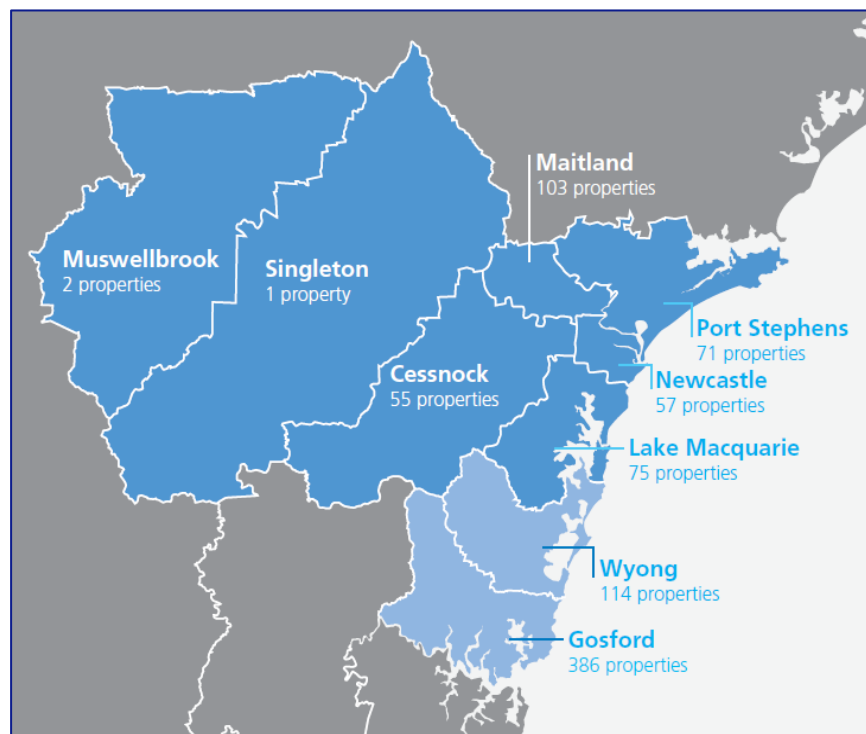 Maitland
103 properties
Muswellbrook
2 properties
Singleton
1 property
Port Stephens
71 properties
Cessnock
55 properties
Newcastle
57 properties
Lake Macquarie
75 properties
Wyong
114 properties
Gosford
386 properties